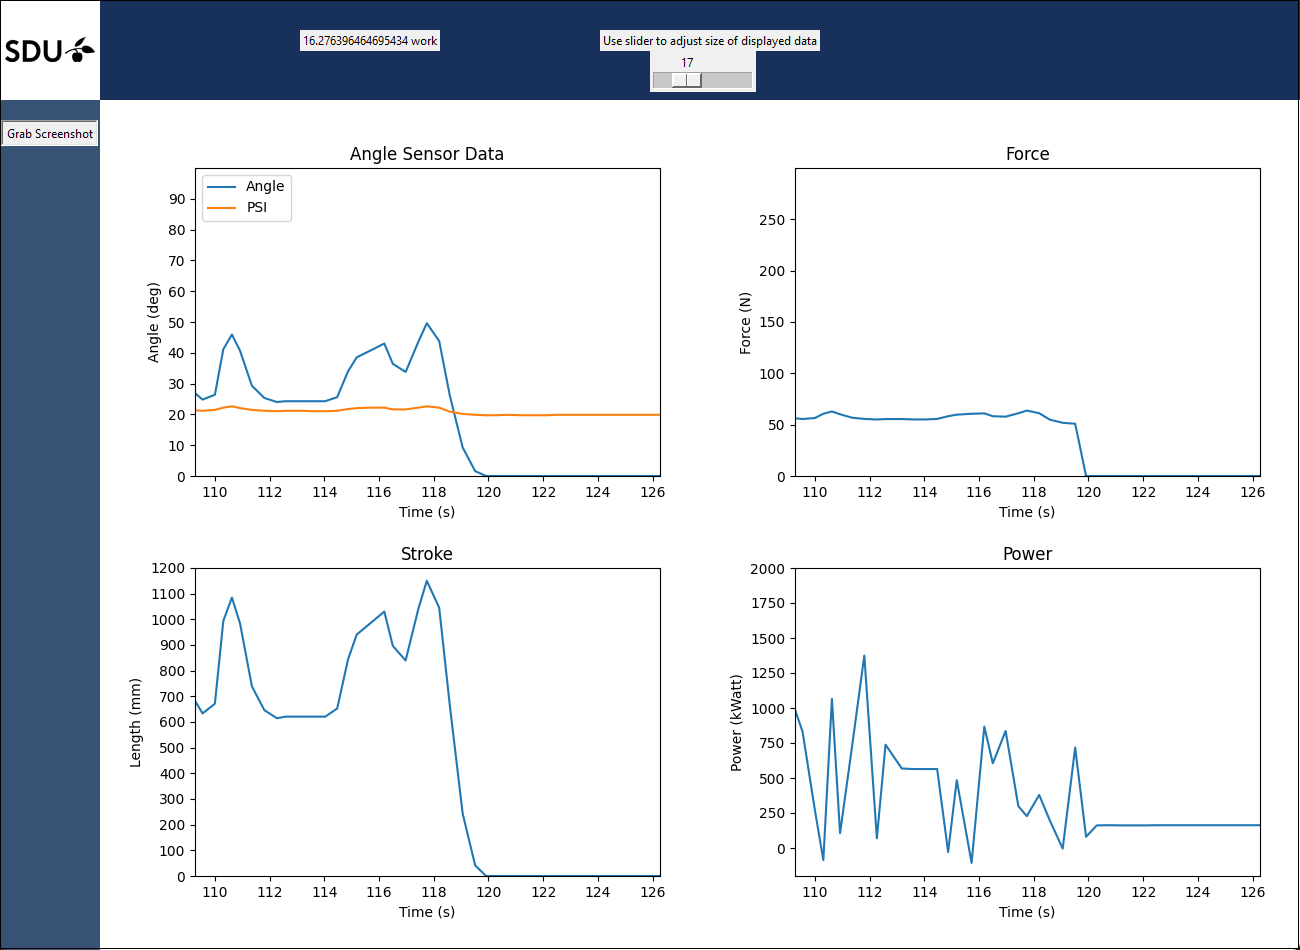 SDU
16.276396464695434 work
Use slider to adjust size of displayed data
17
Grab Screenshot
Angle Sensor Data
Angle
PSI
90
80
70
60
50
40
30
20
10
0
Angle (deg)
110 112 114 116 118 120 122 124 126
Time (s)
Force
250
200
150
100
50
0
Force (N)
110 112 114 116 118 120 122 124 126
Time (s)
Stroke
1200
1100
1000
900
800
700
600
500
400
300
200
100
0
Length (mm)
110 112 114 116 118 120 122 124 126
Time (s)
Power
2000
1750
1500
1250
1000
750
500
250
0
Power (kWatt)
110 112 114 116 118 120 122 124 126
Time (s)